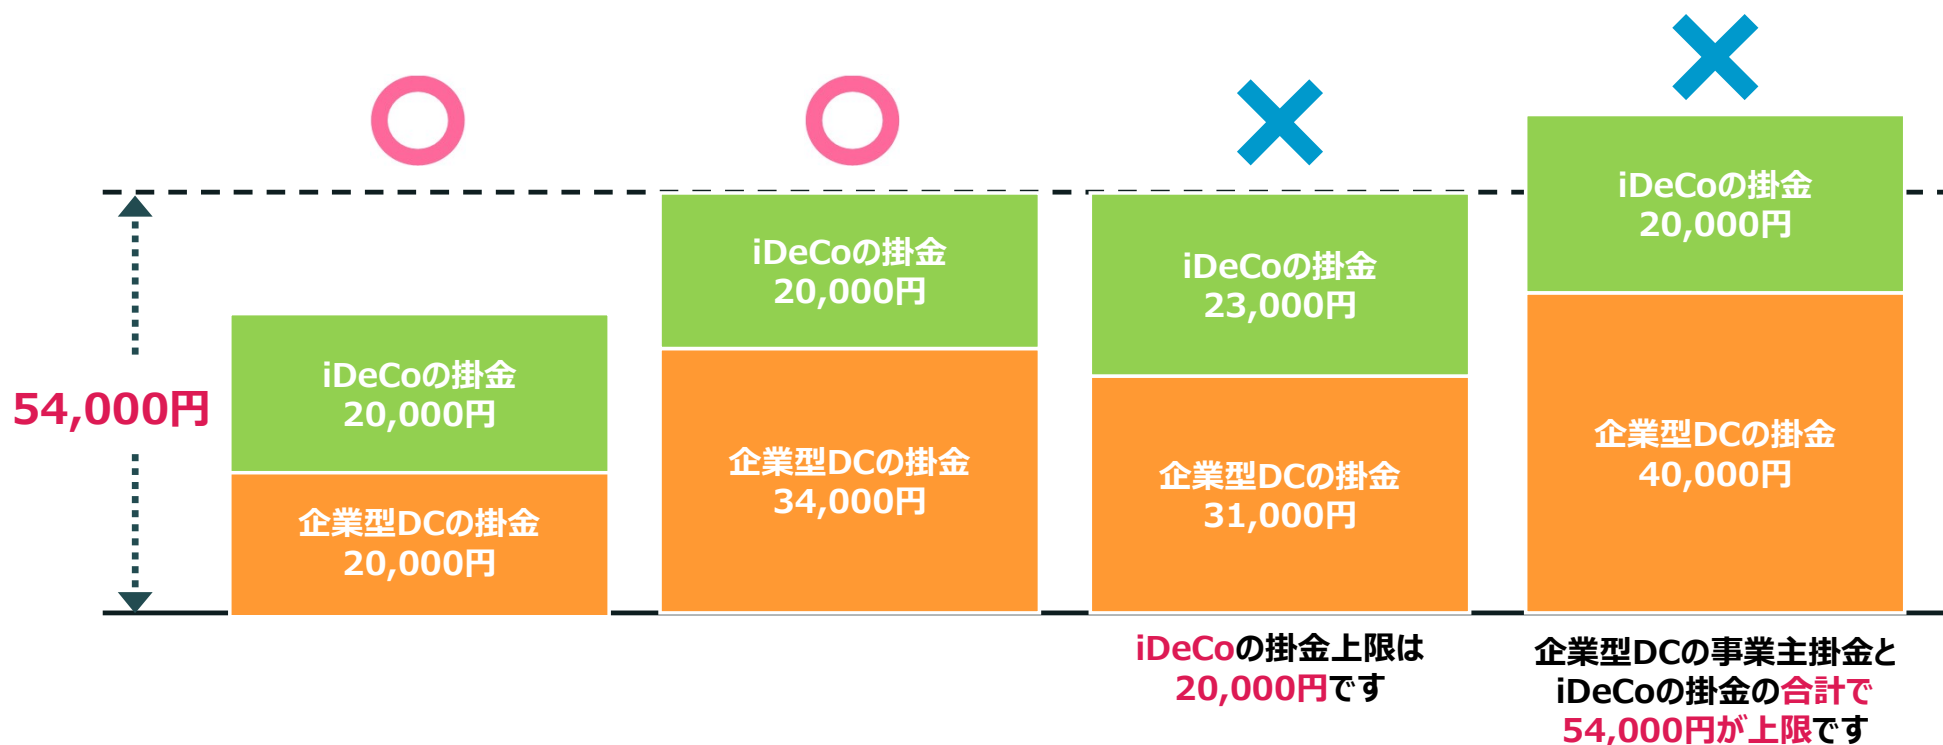 54,000円
iDeCoの掛金
20,000円
企業型DCの掛金
20,000円
iDeCoの掛金
20,000円
企業型DCの掛金
34,000円
iDeCoの掛金
23,000円
企業型DCの掛金
31,000円
iDeCoの掛金上限は
20,000円です
iDeCoの掛金
20,000円
企業型DCの掛金
40,000円
企業型DCの事業主掛金と
iDeCoの掛金の合計で
54,000円が上限です